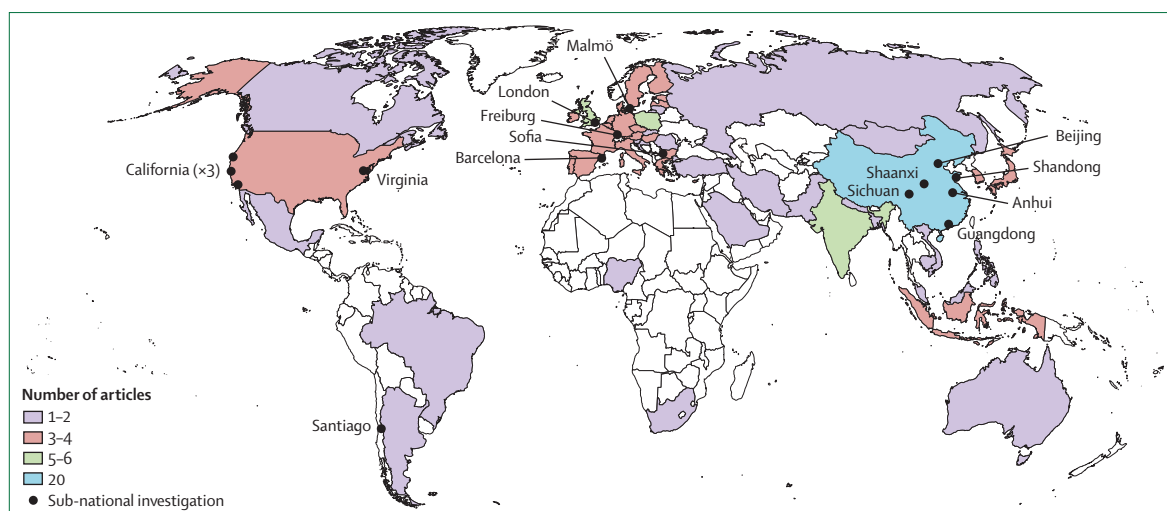 Malmö
London
Freiburg
Sofia
Barcelona
California (×3)
Virginia
Beijing
Shandong
Shaanxi
Sichuan
Anhui
Guangdong
Santiago
Number of articles
1–2
3–4
5–6
20
Sub-national investigation